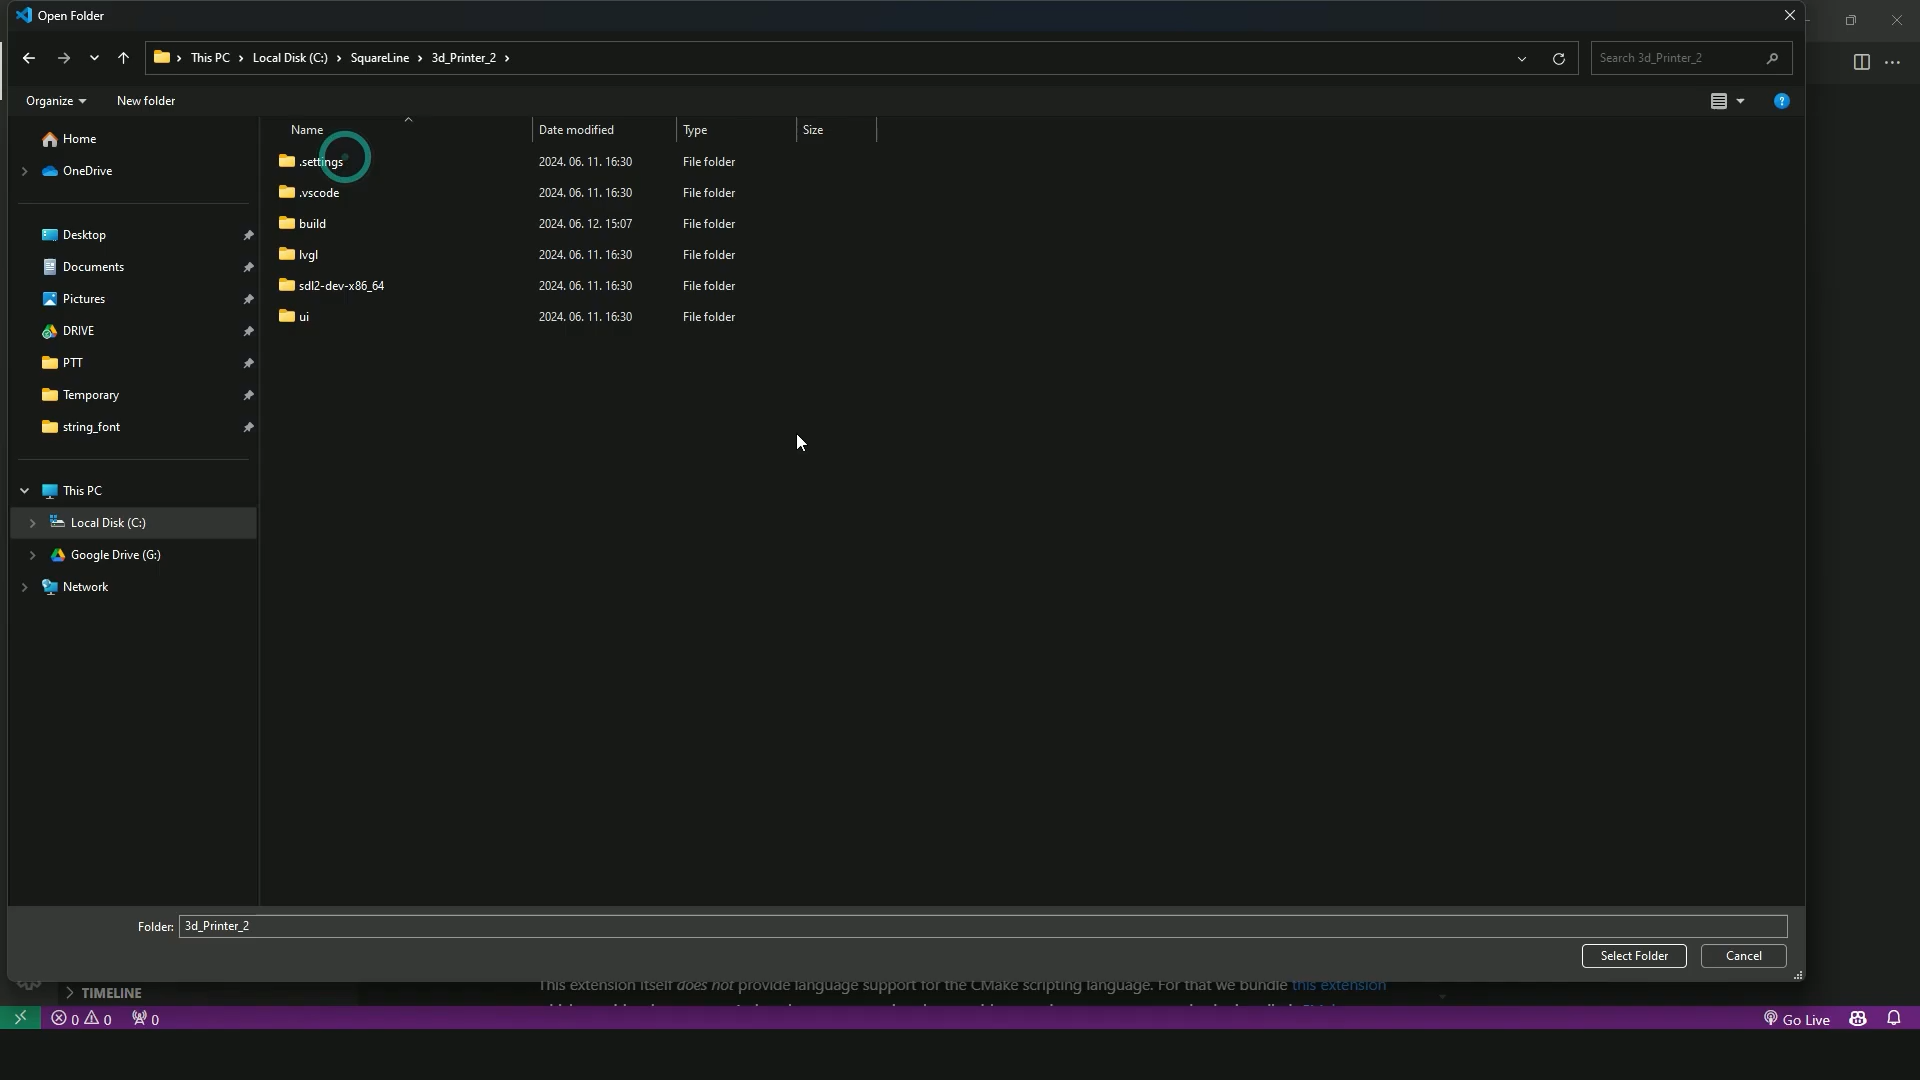 Open Folder
This PC > Local Disk (C:) > SquareLine > 3d_Printer_2 >
Search 3d_Printer_2
Organize
New folder
Name
Date modified
Type
Size
Home
OneDrive
Desktop
Documents
Pictures
DRIVE
PTT
Temporary
string_font
This PC
Local Disk (C:)
Google Drive (G:)
Network
.settings 2024. 06. 11. 16:30 File folder
.vscode 2024. 06. 11. 16:30 File folder
build 2024. 06. 12. 15:07 File folder
lvgl 2024. 06. 11. 16:30 File folder
sdl2-dev-x86_64 2024. 06. 11. 16:30 File folder
ui 2024. 06. 11. 16:30 File folder
Folder: 3d_Printer_2
Select Folder
Cancel
This extension itself does not provide language support for the CMake scripting language. For that we bundle this extension
TIMELINE
0 0 0
Go Live